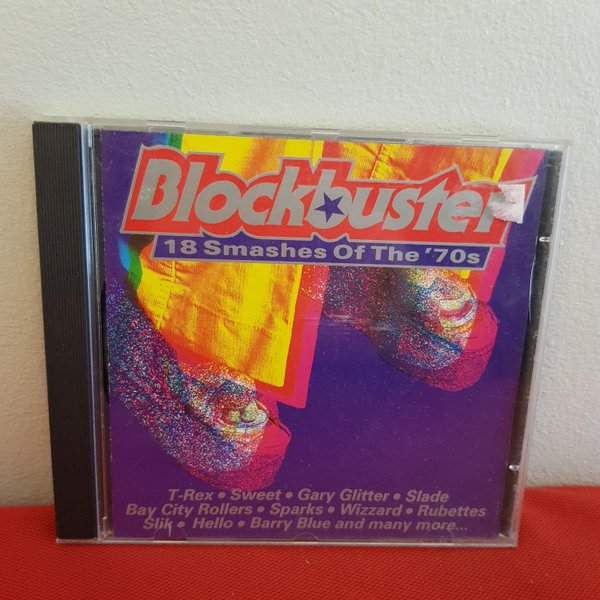 Blockbuster
18 Smashes Of The '70s
T-Rex • Sweet • Gary Glitter • Slade
Bay City Rollers • Sparks • Wizzard • Rubettes
Slik • Hello • Barry Blue and many more...